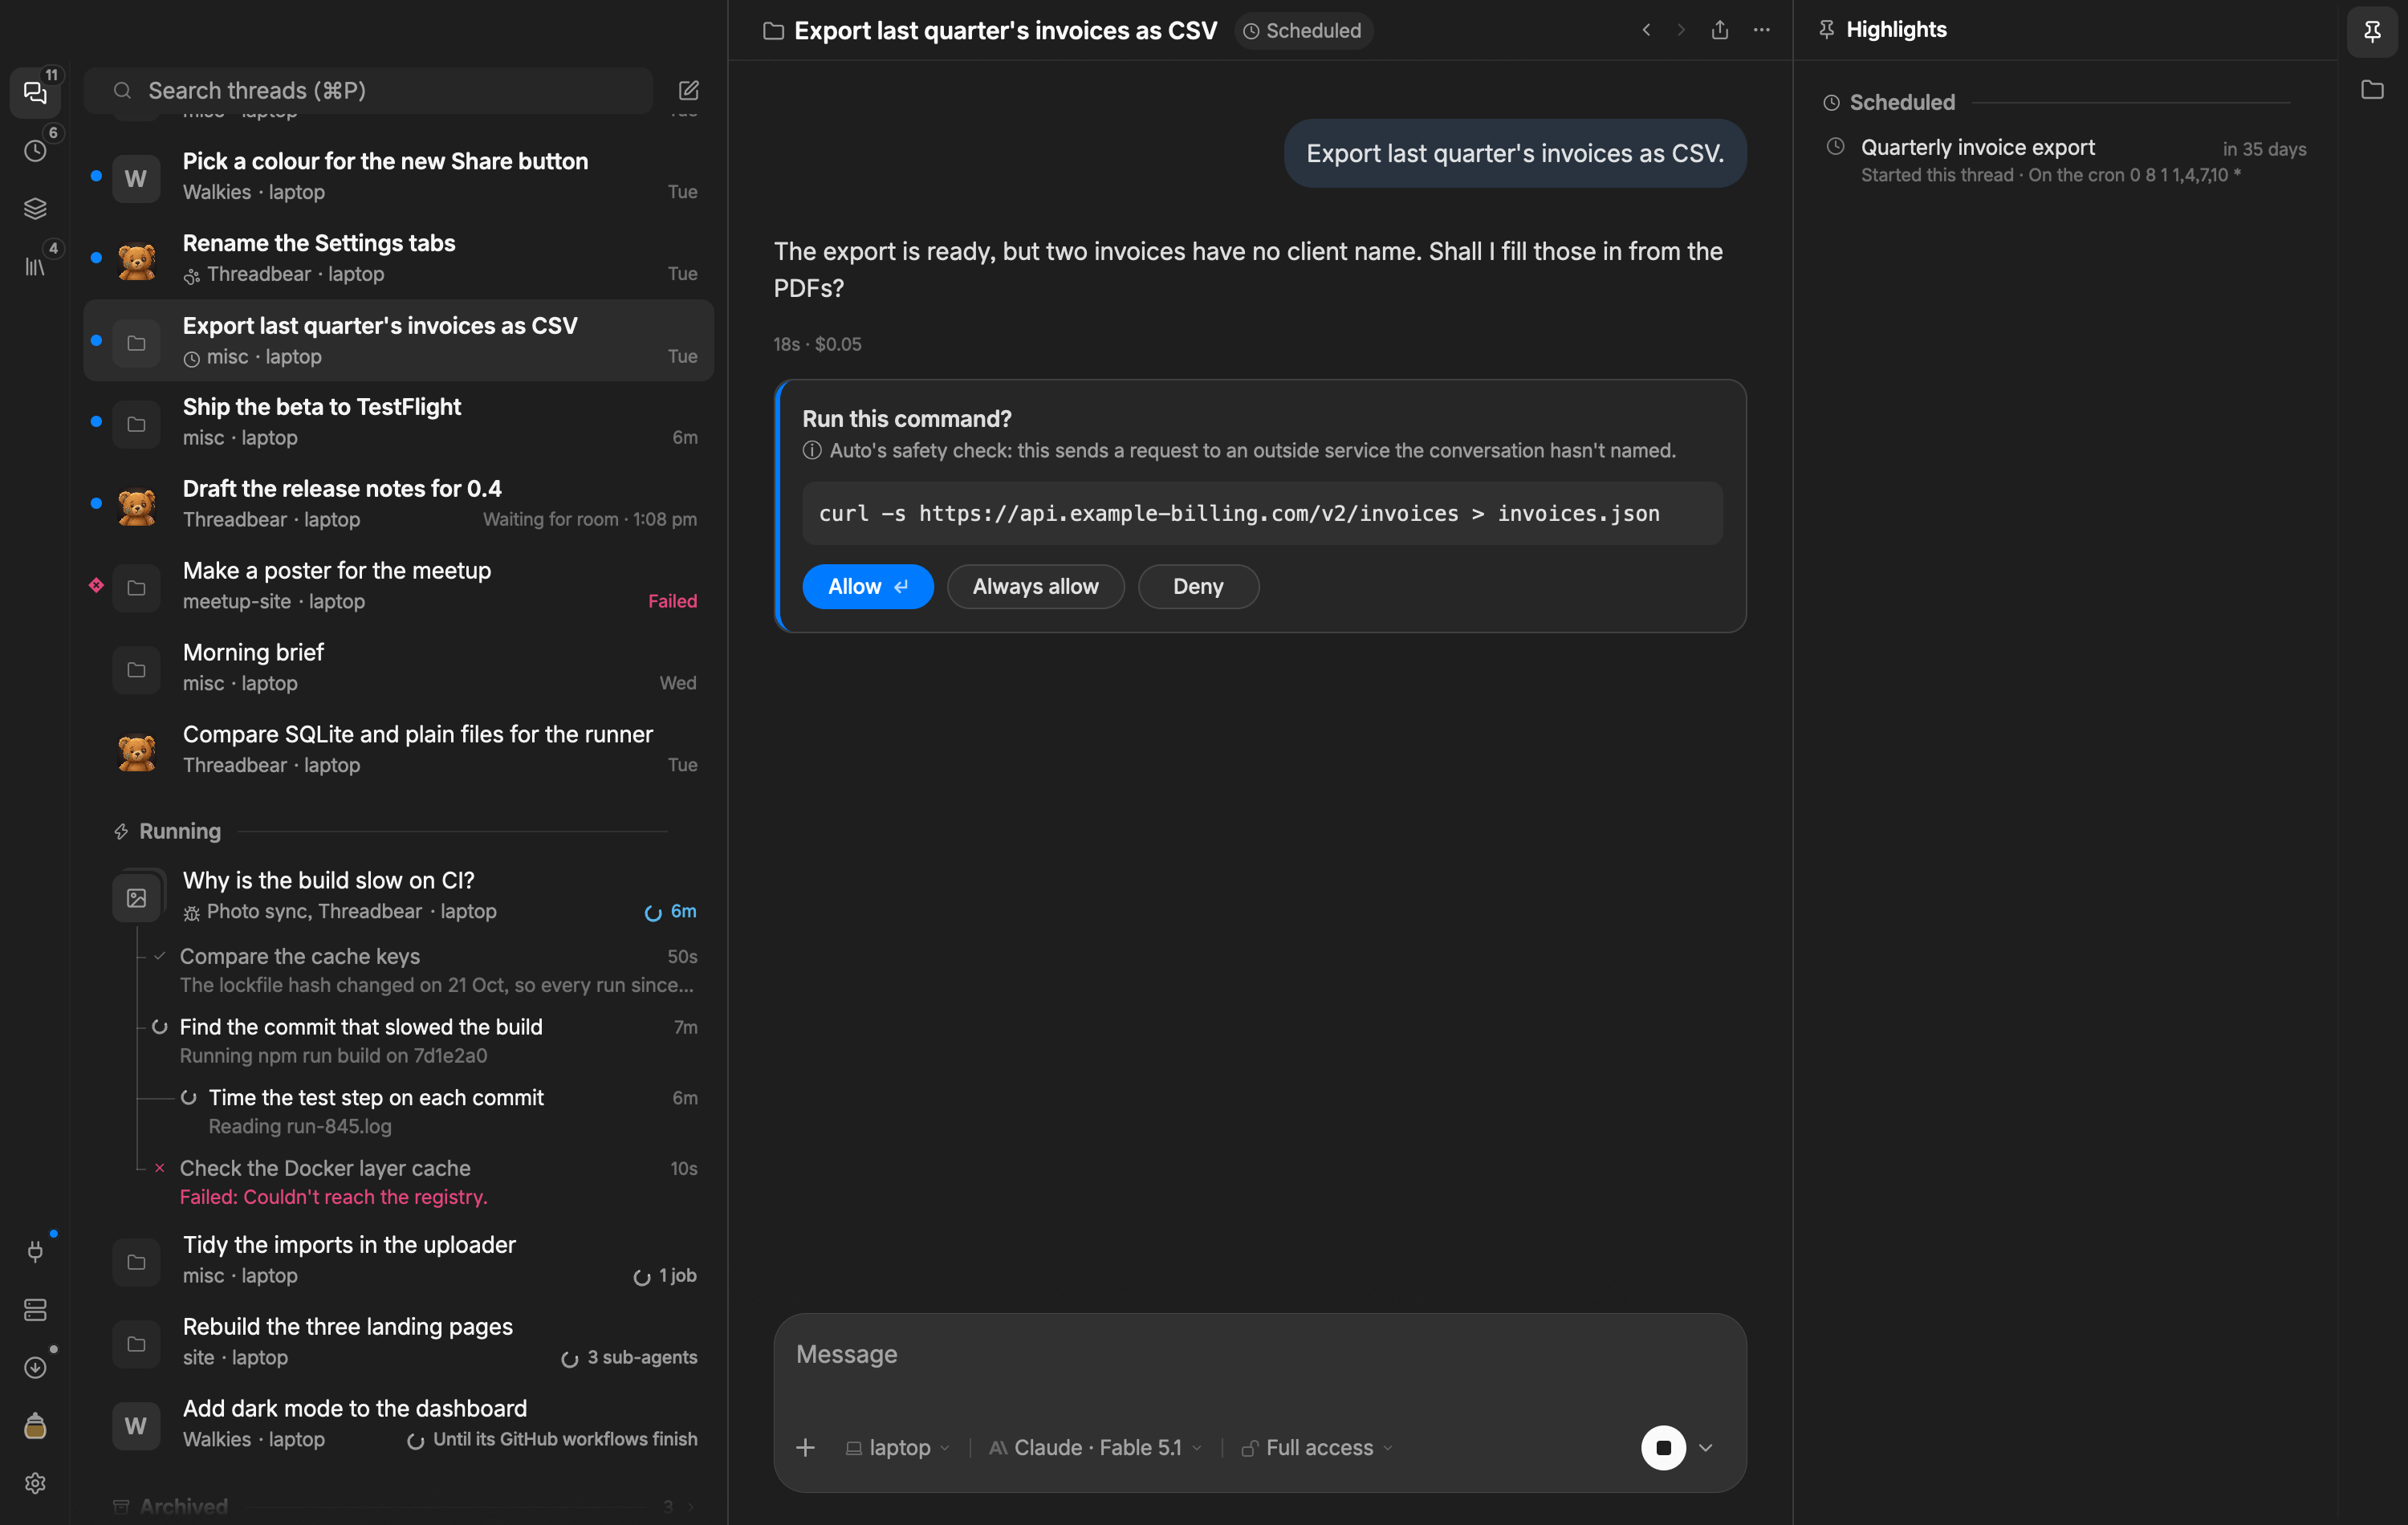 11
6
4
Search threads (⌘P)
Pick a colour for the new Share button
W
Walkies · laptop
Tue
Rename the Settings tabs
Threadbear · laptop
Tue
Export last quarter's invoices as CSV
misc · laptop
Tue
Ship the beta to TestFlight
misc · laptop
6m
Draft the release notes for 0.4
Threadbear · laptop
Waiting for room · 1:08 pm
Make a poster for the meetup
meetup-site · laptop
Failed
Morning brief
misc · laptop
Wed
Compare SQLite and plain files for the runner
Threadbear · laptop
Tue
Running
Why is the build slow on CI?
Photo sync, Threadbear · laptop
6m
Compare the cache keys
50s
The lockfile hash changed on 21 Oct, so every run since...
Find the commit that slowed the build
7m
Running npm run build on 7d1e2a0
Time the test step on each commit
6m
Reading run-845.log
Check the Docker layer cache
10s
Failed: Couldn't reach the registry.
Tidy the imports in the uploader
misc · laptop
1 job
Rebuild the three landing pages
site · laptop
3 sub-agents
Add dark mode to the dashboard
W
Walkies · laptop
Until its GitHub workflows finish
Archived
3
Export last quarter's invoices as CSV
Scheduled
Export last quarter's invoices as CSV.
The export is ready, but two invoices have no client name. Shall I fill those in from the
PDFs?
18s · $0.05
Run this command?
Auto's safety check: this sends a request to an outside service the conversation hasn't named.
curl -s https://api.example-billing.com/v2/invoices > invoices.json
Allow
Always allow
Deny
Message
laptop
Claude · Fable 5.1
Full access
Highlights
Scheduled
Quarterly invoice export
in 35 days
Started this thread · On the cron 0 8 1 1,4,7,10 *